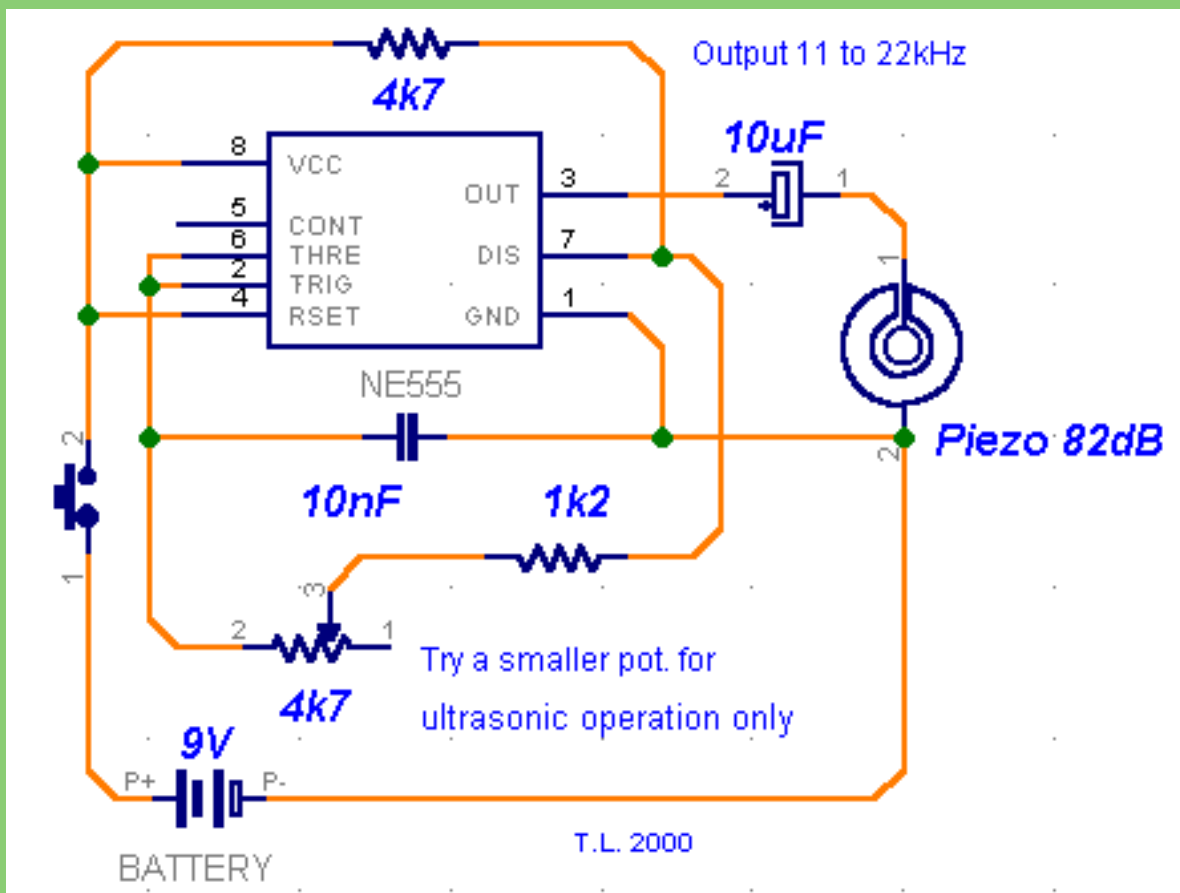 Output 11 to 22kHz
4k7
10uF
8
VCC
OUT
3
2
1
5
CONT
6
THRE
DIS
7
2
TRIG
4
RSET
GND
1
NE555
1
2
Piezo 82dB
2
10nF
1k2
1
3
2
1
4k7
Try a smaller pot. for
ultrasonic operation only
9V
P+
P-
BATTERY
T.L. 2000